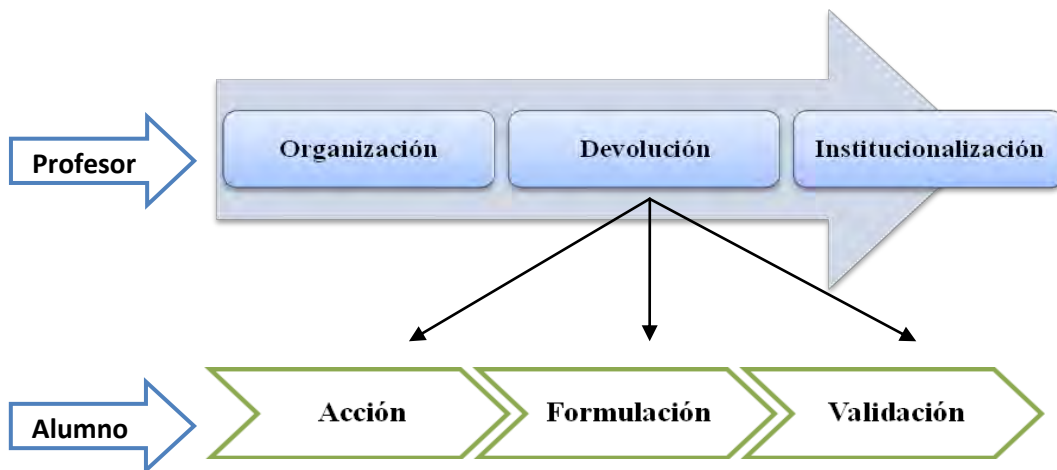 Profesor
Organización
Devolución
Institucionalización
Alumno
Acción
Formulación
Validación